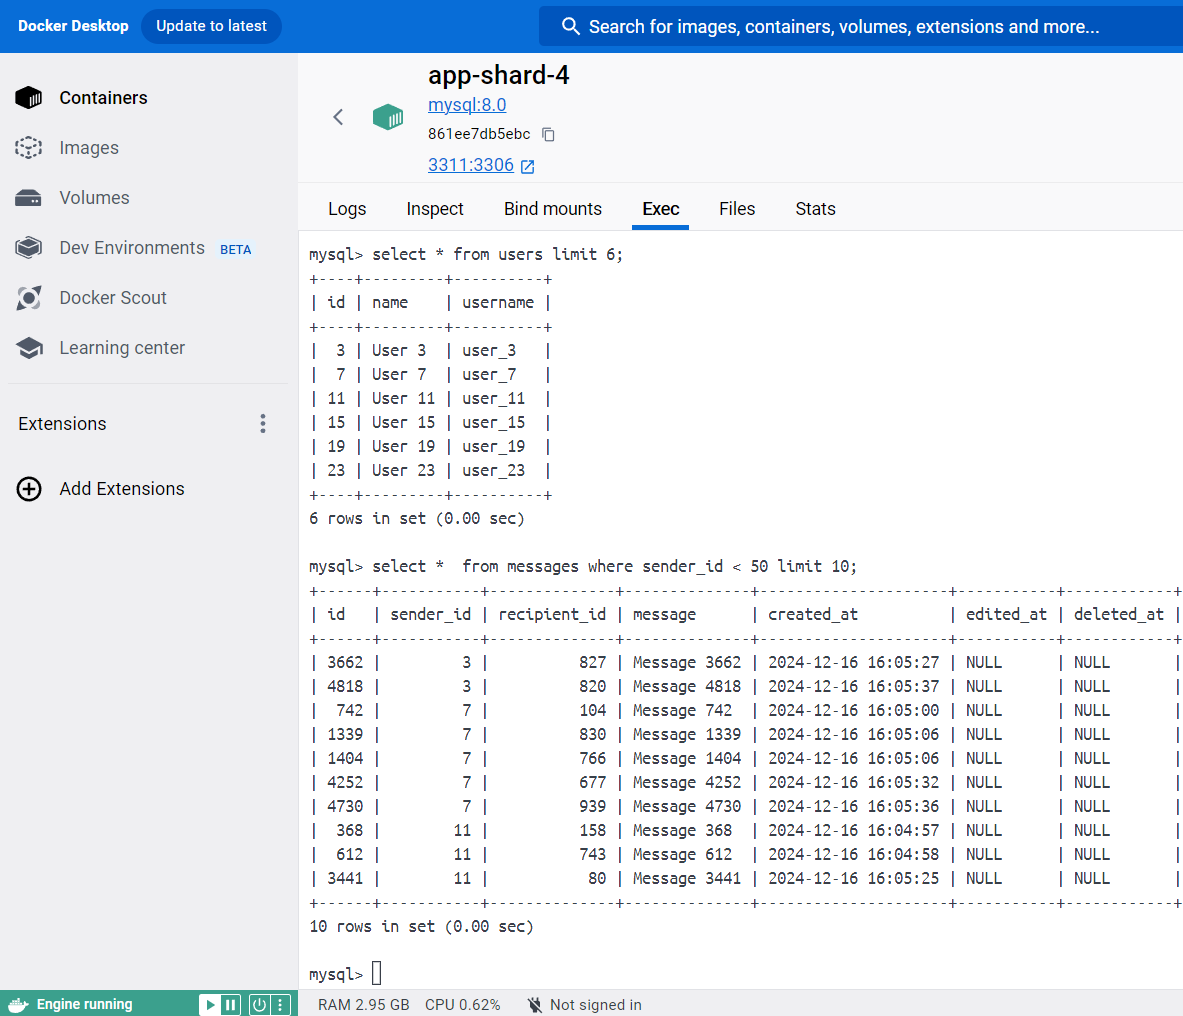 Docker Desktop Update to latest Search for images, containers, volumes, extensions and more...
Containers
Images
Volumes
Dev Environments BETA
Docker Scout
Learning center
Extensions
Add Extensions
app-shard-4
mysql:8.0
861ee7db5ebc
3311:3306
Logs Inspect Bind mounts Exec Files Stats
mysql> select * from users limit 6;
+----+---------+----------+
| id | name    | username |
+----+---------+----------+
|  3 | User 3  | user_3   |
|  7 | User 7  | user_7   |
| 11 | User 11 | user_11  |
| 15 | User 15 | user_15  |
| 19 | User 19 | user_19  |
| 23 | User 23 | user_23  |
+----+---------+----------+
6 rows in set (0.00 sec)
mysql> select *  from messages where sender_id < 50 limit 10;
+------+-----------+--------------+--------------+---------------------+-----------+------------+
| id   | sender_id | recipient_id | message      | created_at          | edited_at | deleted_at |
+------+-----------+--------------+--------------+---------------------+-----------+------------+
| 3662 |         3 |          827 | Message 3662 | 2024-12-16 16:05:27 | NULL      | NULL       |
| 4818 |         3 |          820 | Message 4818 | 2024-12-16 16:05:37 | NULL      | NULL       |
|  742 |         7 |          104 | Message 742  | 2024-12-16 16:05:00 | NULL      | NULL       |
| 1339 |         7 |          830 | Message 1339 | 2024-12-16 16:05:06 | NULL      | NULL       |
| 1404 |         7 |          766 | Message 1404 | 2024-12-16 16:05:06 | NULL      | NULL       |
| 4252 |         7 |          677 | Message 4252 | 2024-12-16 16:05:32 | NULL      | NULL       |
| 4730 |         7 |          939 | Message 4730 | 2024-12-16 16:05:36 | NULL      | NULL       |
|  368 |        11 |          158 | Message 368  | 2024-12-16 16:04:57 | NULL      | NULL       |
|  612 |        11 |          743 | Message 612  | 2024-12-16 16:04:58 | NULL      | NULL       |
| 3441 |        11 |           80 | Message 3441 | 2024-12-16 16:05:25 | NULL      | NULL       |
+------+-----------+--------------+--------------+---------------------+-----------+------------+
10 rows in set (0.00 sec)
mysql>
Engine running RAM 2.95 GB CPU 0.62% Not signed in